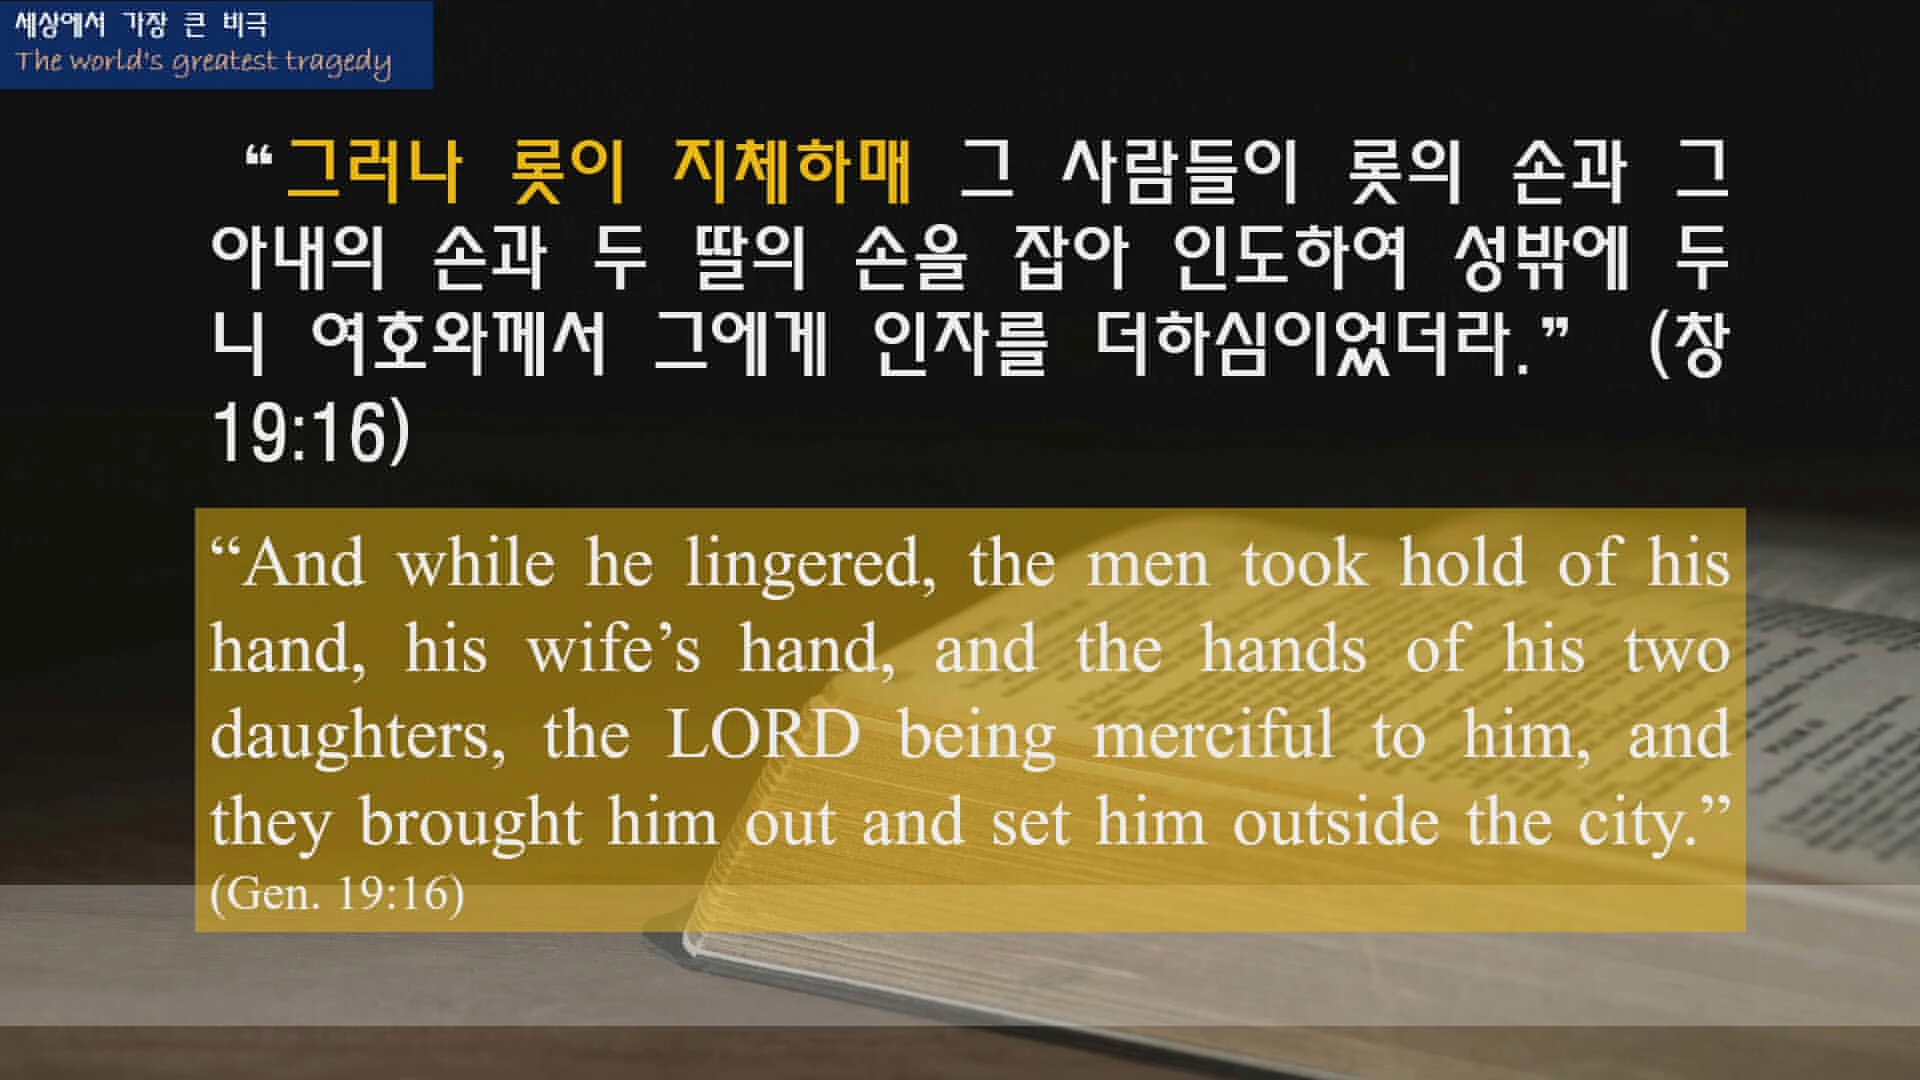 세상에서 가장 큰 비극
The world's greatest tragedy
“그러나 롯이 지체하매 그 사람들이 롯의 손과 그
아내의 손과 두 딸의 손을 잡아 인도하여 성밖에 두
니 여호와께서 그에게 인자를 더하심이었더라.” (창
19:16)
“And while he lingered, the men took hold of his
hand, his wife’s hand, and the hands of his two
daughters, the LORD being merciful to him, and
they brought him out and set him outside the city.”
(Gen. 19:16)